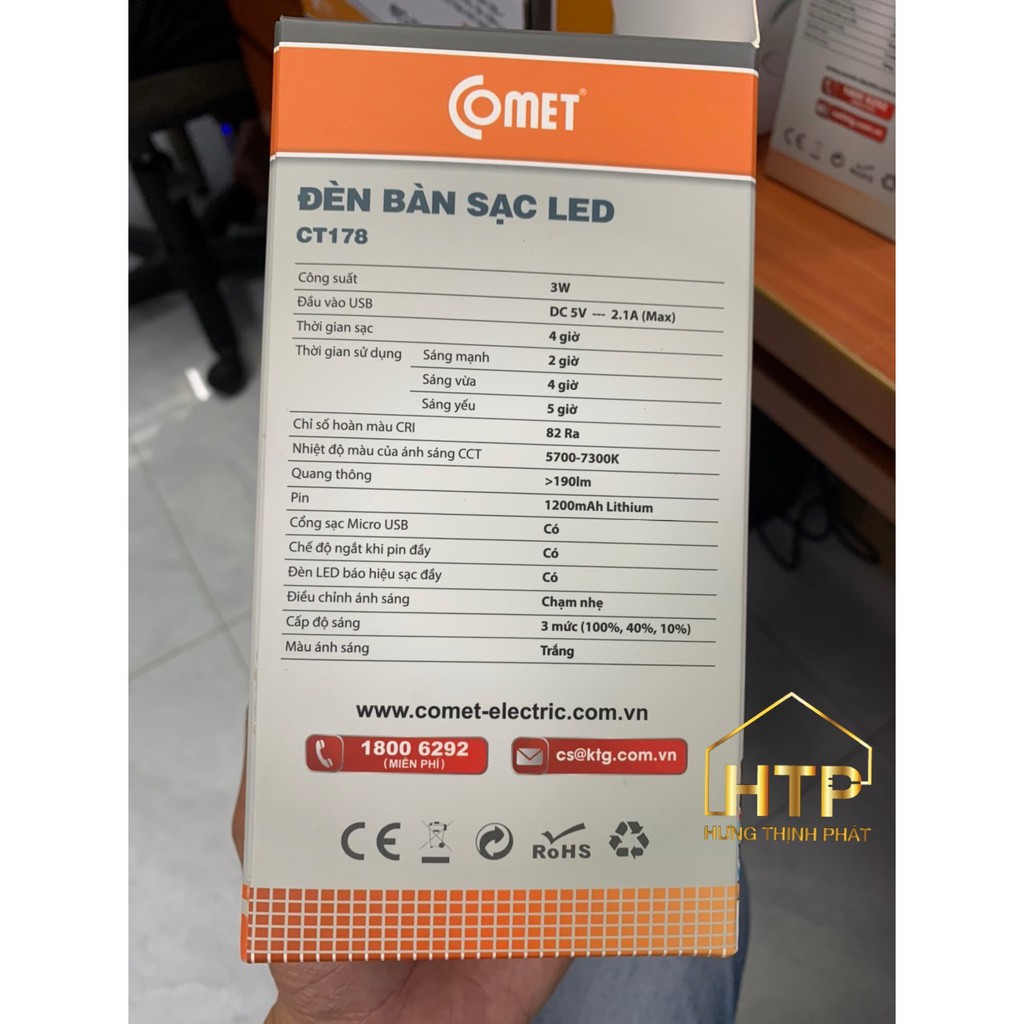 COMET®
ĐÈN BÀN SẠC LED
CT178
Công suất 3W
Đầu vào USB DC 5V --- 2.1A (Max)
Thời gian sạc 4 giờ
Thời gian sử dụng Sáng mạnh 2 giờ
Sáng vừa 4 giờ
Sáng yếu 5 giờ
Chỉ số hoàn màu CRI 82 Ra
Nhiệt độ màu của ánh sáng CCT 5700-7300K
Quang thông >190lm
Pin 1200mAh Lithium
Cổng sạc Micro USB Có
Chế độ ngắt khi pin đầy Có
Đèn LED báo hiệu sạc đầy Có
Điều chỉnh ánh sáng Chạm nhẹ
Cấp độ sáng 3 mức (100%, 40%, 10%)
Màu ánh sáng Trắng
www.comet-electric.com.vn
1800 6292
(MIỄN PHÍ)
cs@ktg.com.vn
CE
RoHS
HTP
HƯNG THỊNH PHÁT